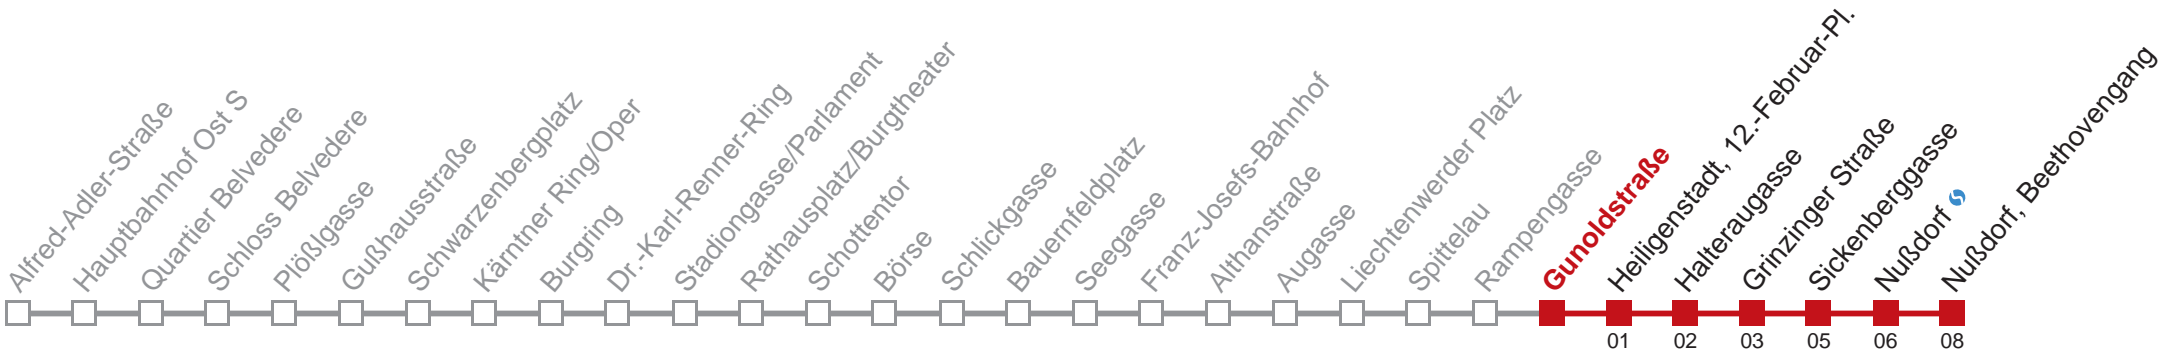 Alfred-Adler-Straße
Hauptbahnhof Ost S
Quartier Belvedere
Schloss Belvedere
Plößlgasse
Gußhausstraße
Schwarzenbergplatz
Kärntner Ring/Oper
Burgring
Dr.-Karl-Renner-Ring
Stadiongasse/Parlament
Rathausplatz/Burgtheater
Schottentor
Börse
Schlickgasse
Bauernfeldplatz
Seegasse
Franz-Josefs-Bahnhof
Althanstraße
Augasse
Liechtenwerder Platz
Spittelau
Rampengasse
Gunoldstraße
Heiligenstadt, 12.-Februar-Pl.
Halteraugasse
Grinzinger Straße
Sickenberggasse
Nußdorf
Nußdorf, Beethovengang
01
02
03
05
06
08